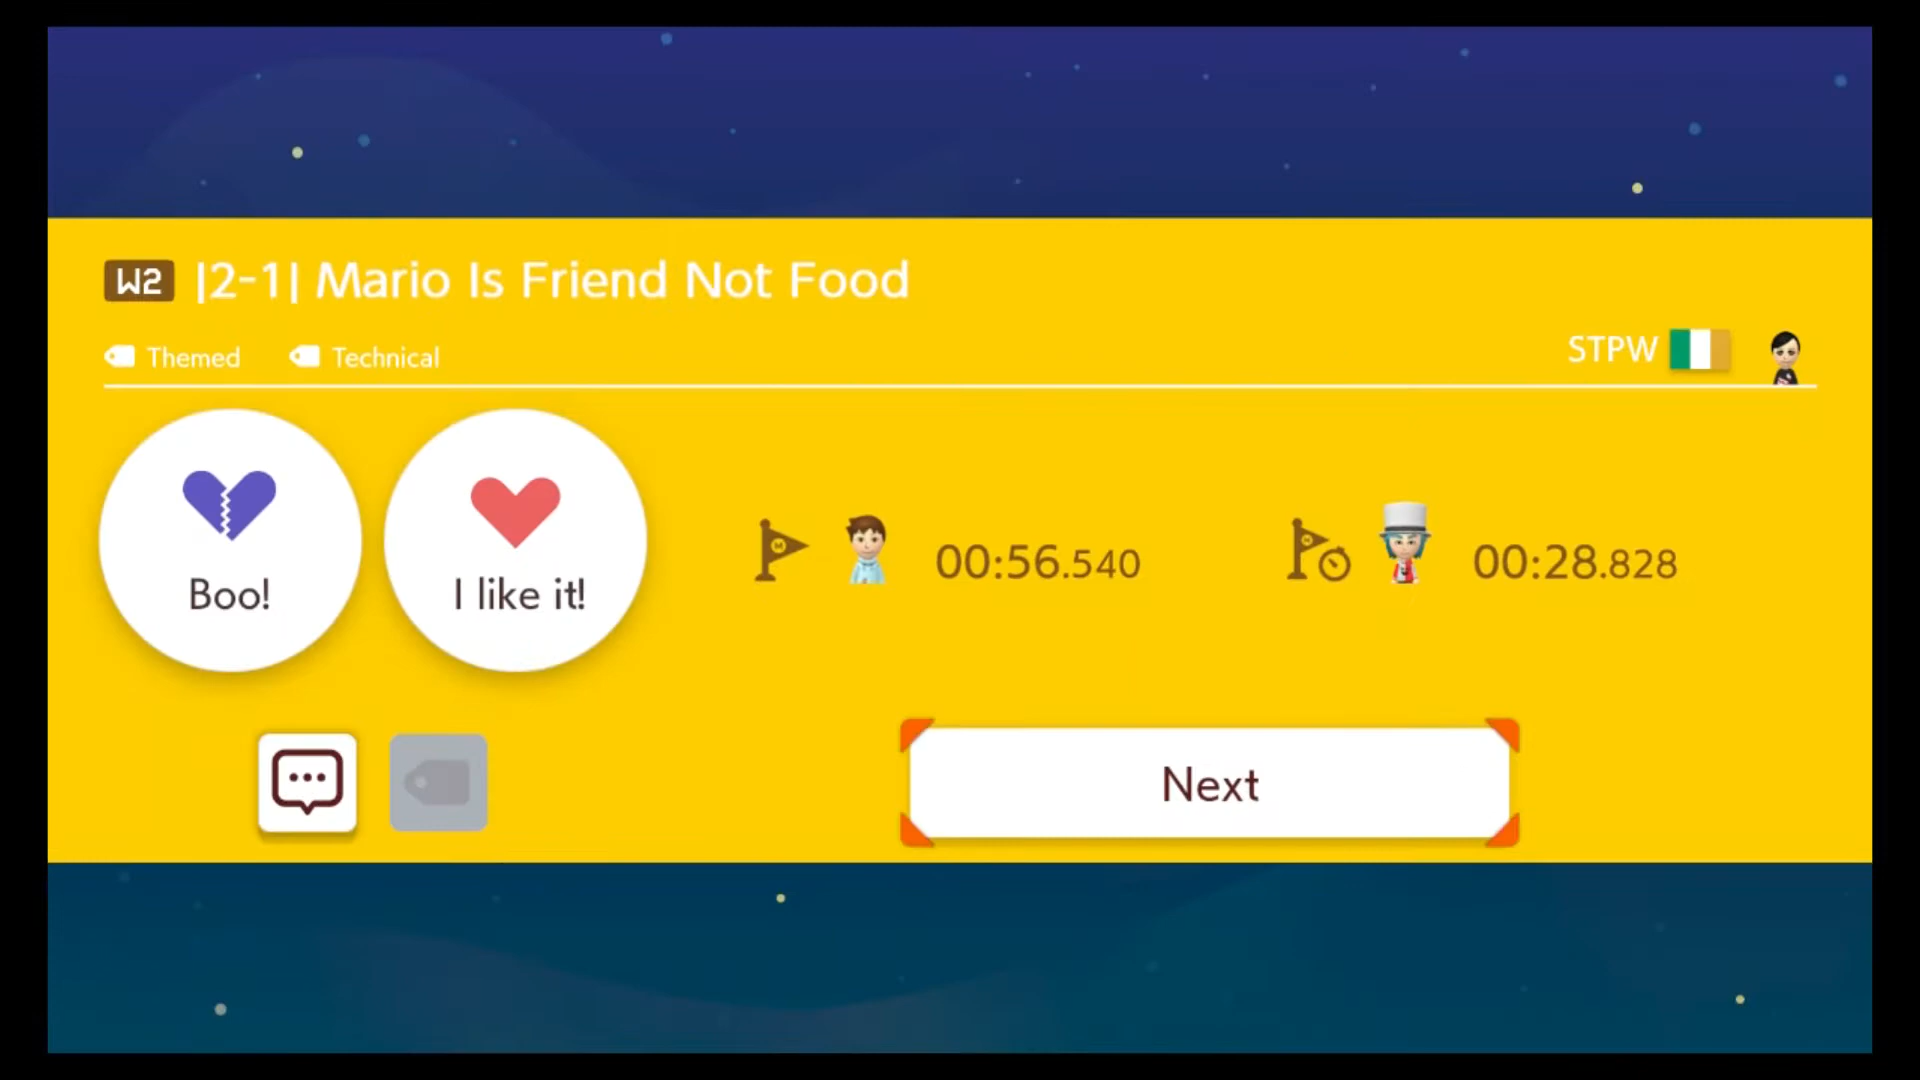 W2 |2-1| Mario Is Friend Not Food
Themed Technical
STPW
Boo!
I like it!
00:56.540
00:28.828
Next